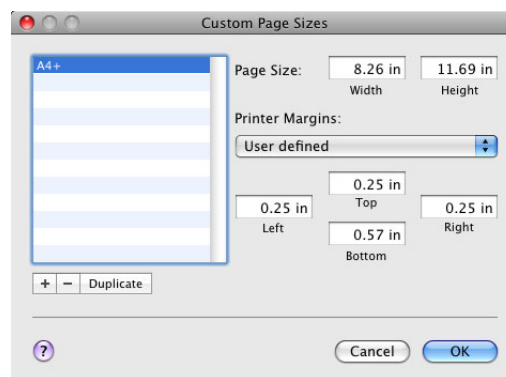 Custom Page Sizes
A4+
Page Size:
8.26 in
11.69 in
Width
Height
Printer Margins:
User defined
0.25 in
Top
0.25 in
Left
0.25 in
Right
0.57 in
Bottom
+ − Duplicate
?
Cancel
OK